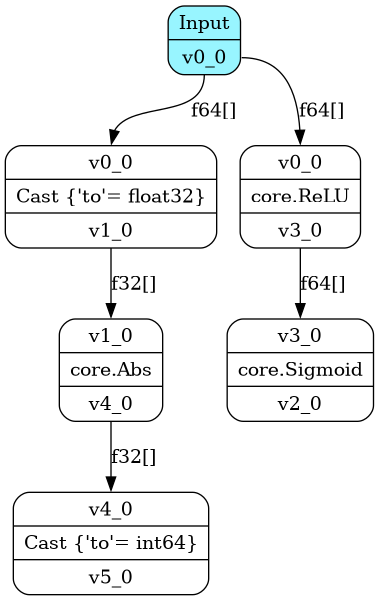 Input
v0_0
f64[]
f64[]
v0_0
Cast {'to'= float32}
v1_0
v0_0
core.ReLU
v3_0
f32[]
f64[]
v1_0
core.Abs
v4_0
v3_0
core.Sigmoid
v2_0
f32[]
v4_0
Cast {'to'= int64}
v5_0